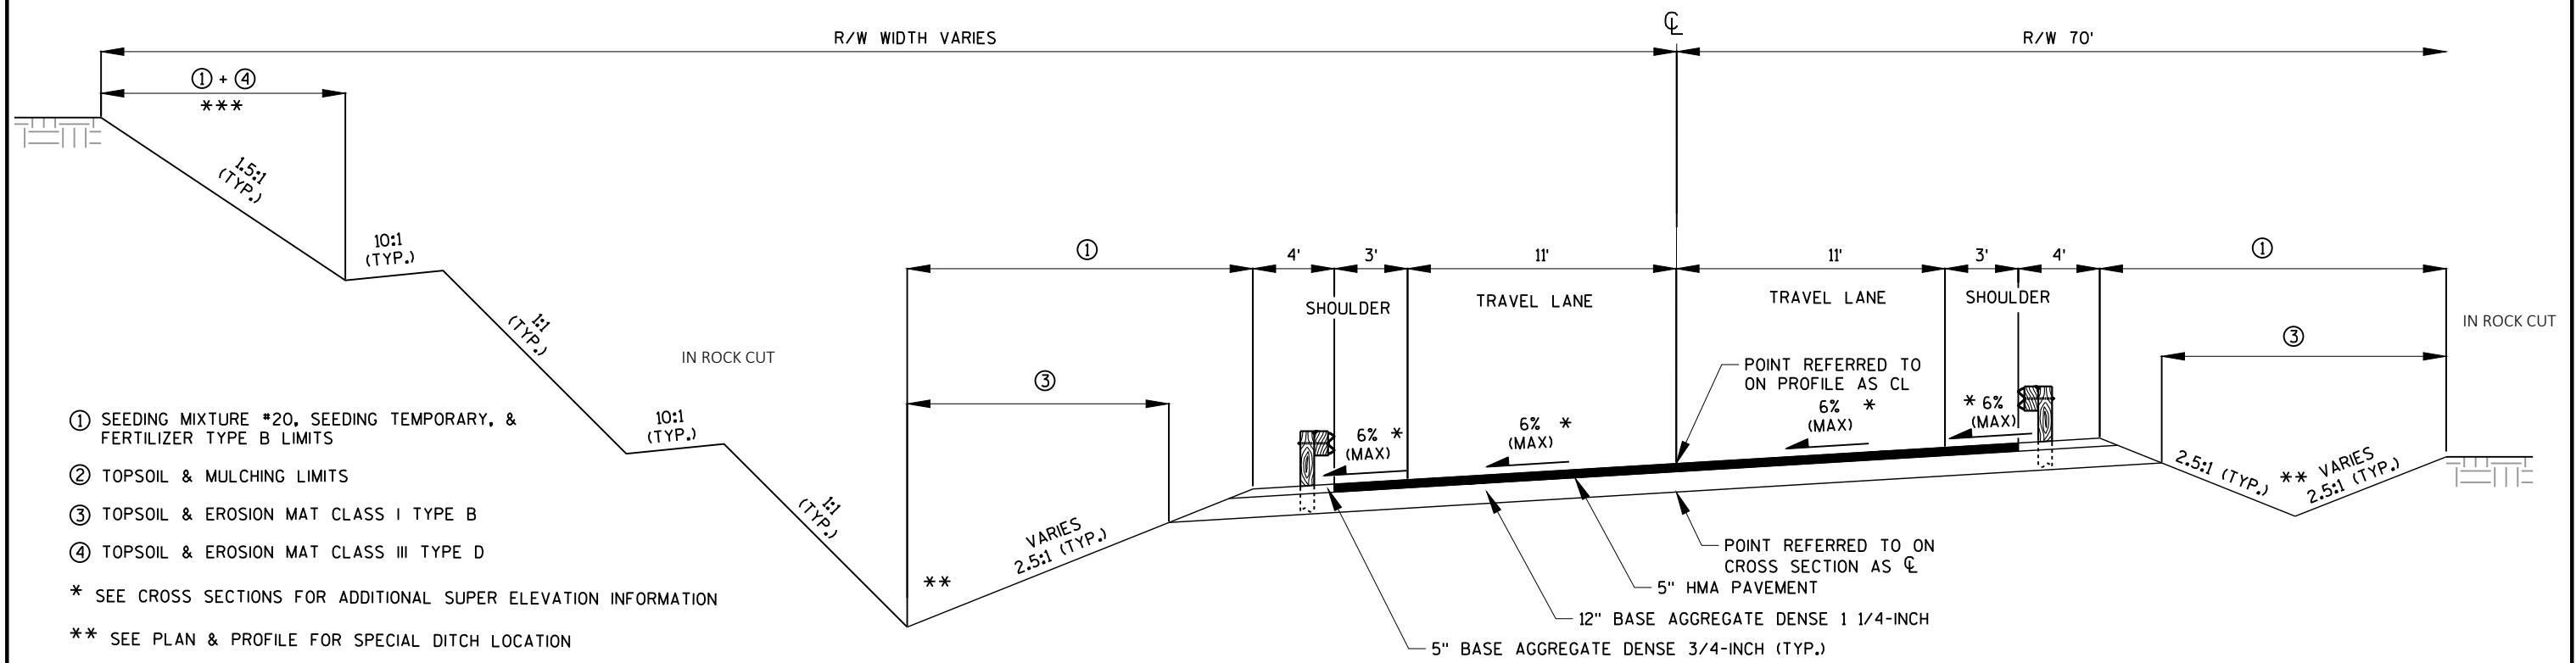 ℄
R/W WIDTH VARIES
R/W 70'
① + ④
***
1.5:1
(TYP.)
10:1
(TYP.)
1:1
(TYP.)
IN ROCK CUT
10:1
(TYP.)
1:1
(TYP.)
①
4'
3'
11'
11'
3'
4'
①
SHOULDER
TRAVEL LANE
TRAVEL LANE
SHOULDER
IN ROCK CUT
③
③
POINT REFERRED TO
ON PROFILE AS CL
6% *
(MAX)
6% *
(MAX)
6% *
(MAX)
* 6%
(MAX)
2.5:1 (TYP.)
** VARIES
2.5:1 (TYP.)
**
VARIES
2.5:1 (TYP.)
POINT REFERRED TO ON
CROSS SECTION AS ℄
5" HMA PAVEMENT
12" BASE AGGREGATE DENSE 1 1/4-INCH
5" BASE AGGREGATE DENSE 3/4-INCH (TYP.)
① SEEDING MIXTURE #20, SEEDING TEMPORARY, &
FERTILIZER TYPE B LIMITS
② TOPSOIL & MULCHING LIMITS
③ TOPSOIL & EROSION MAT CLASS I TYPE B
④ TOPSOIL & EROSION MAT CLASS III TYPE D
* SEE CROSS SECTIONS FOR ADDITIONAL SUPER ELEVATION INFORMATION
** SEE PLAN & PROFILE FOR SPECIAL DITCH LOCATION